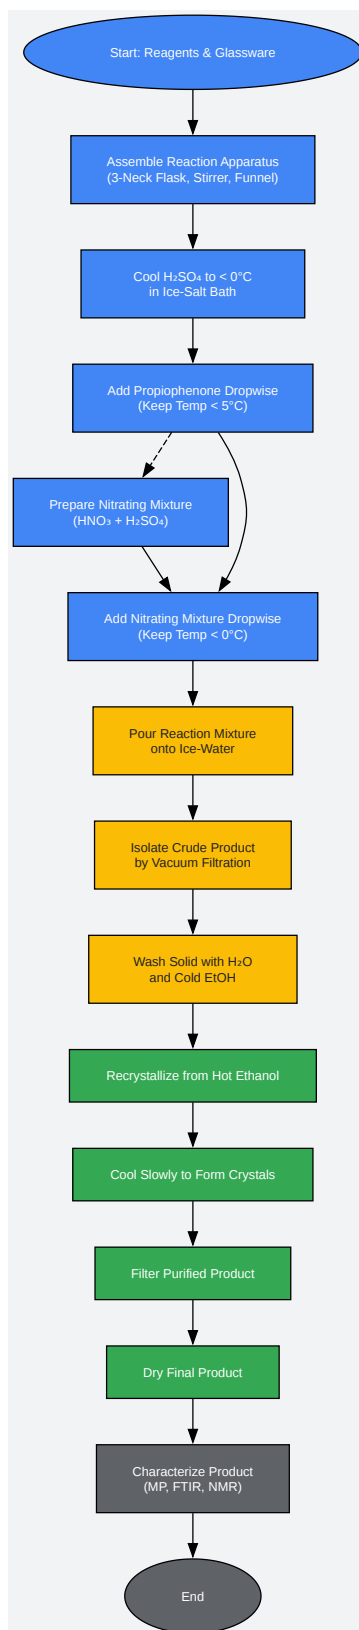 Start: Reagents & Glassware
Assemble Reaction Apparatus
(3-Neck Flask, Stirrer, Funnel)
Cool H₂SO₄ to < 0°C
in Ice-Salt Bath
Add Propiophenone Dropwise
(Keep Temp < 5°C)
Prepare Nitrating Mixture
(HNO₃ + H₂SO₄)
Add Nitrating Mixture Dropwise
(Keep Temp < 0°C)
Pour Reaction Mixture
onto Ice-Water
Isolate Crude Product
by Vacuum Filtration
Wash Solid with H₂O
and Cold EtOH
Recrystallize from Hot Ethanol
Cool Slowly to Form Crystals
Filter Purified Product
Dry Final Product
Characterize Product
(MP, FTIR, NMR)
End